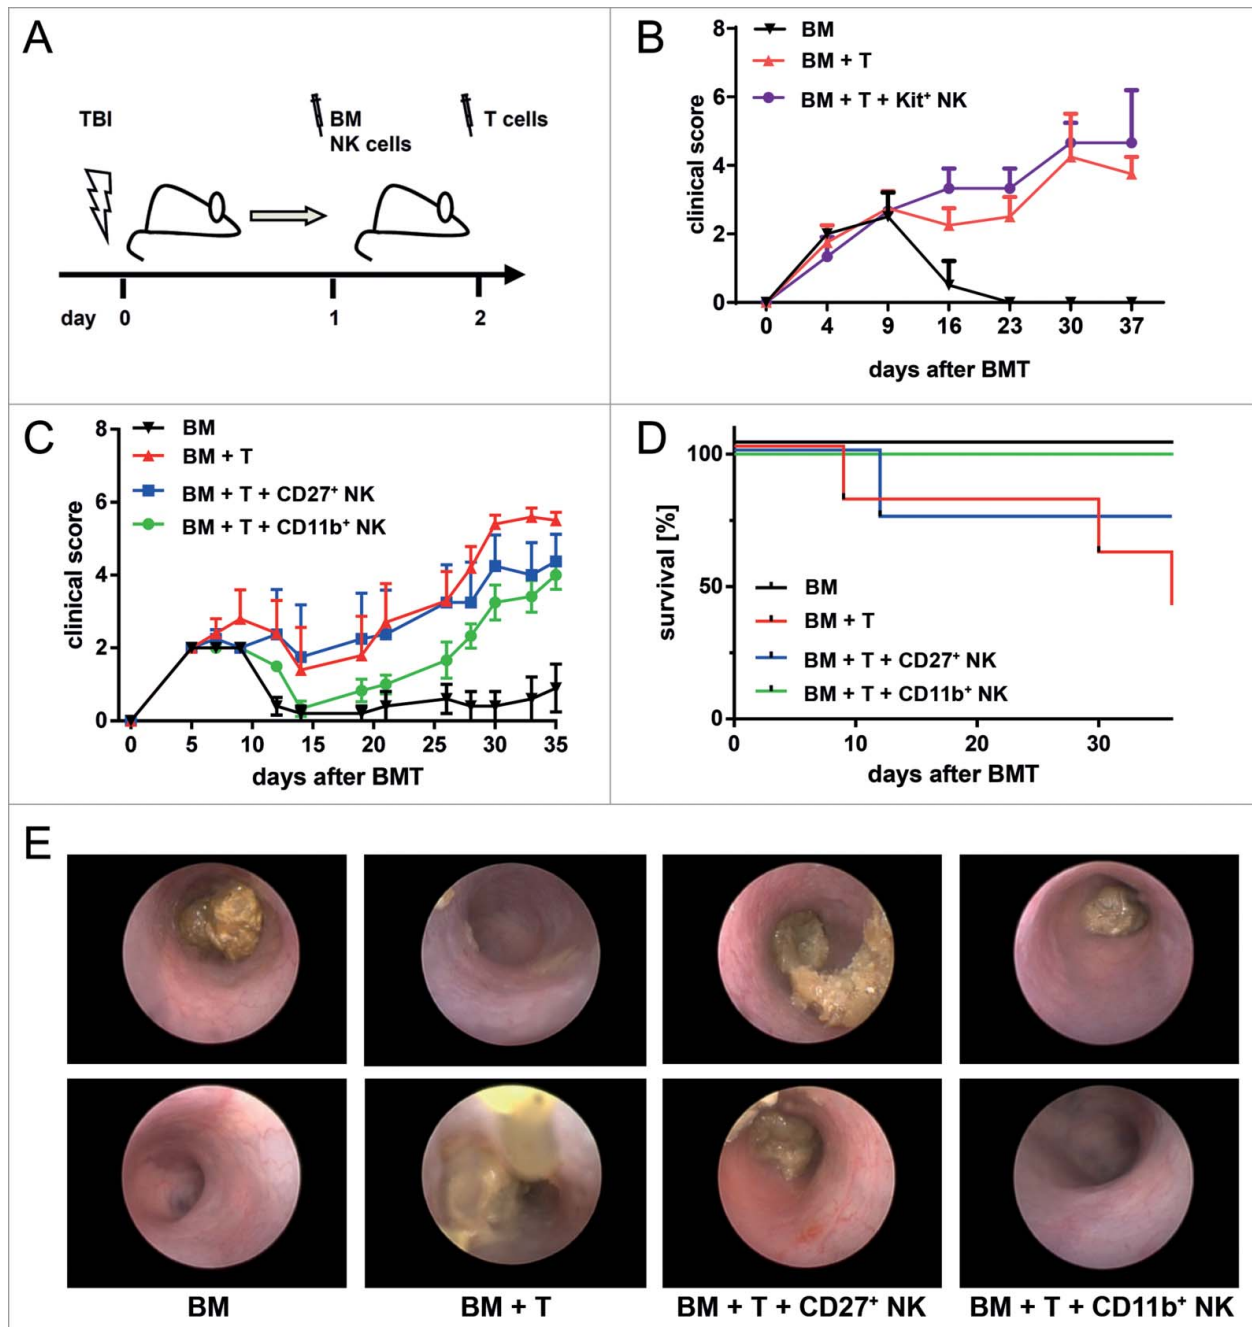 A
TBI
BM
NK cells
T cells
day 0 1 2
B
BM
BM + T
BM + T + Kit⁺ NK
clinical score
8
6
4
2
0
0 4 9 16 23 30 37
days after BMT
C
BM
BM + T
BM + T + CD27⁺ NK
BM + T + CD11b⁺ NK
clinical score
8
6
4
2
0
0 5 10 15 20 25 30 35
days after BMT
D
survival [%]
100
50
0
BM
BM + T
BM + T + CD27⁺ NK
BM + T + CD11b⁺ NK
0 10 20 30
days after BMT
E
BM BM + T BM + T + CD27⁺ NK BM + T + CD11b⁺ NK